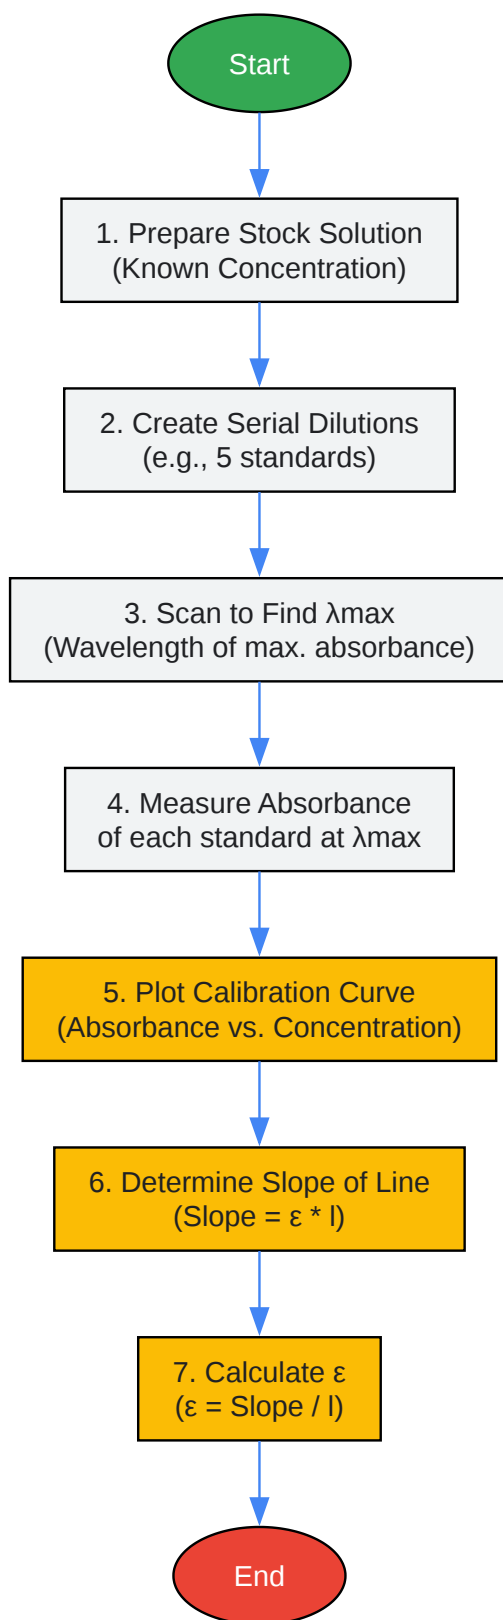 Start
1. Prepare Stock Solution
(Known Concentration)
2. Create Serial Dilutions
(e.g., 5 standards)
3. Scan to Find λmax
(Wavelength of max. absorbance)
4. Measure Absorbance
of each standard at λmax
5. Plot Calibration Curve
(Absorbance vs. Concentration)
6. Determine Slope of Line
(Slope = ε * l)
7. Calculate ε
(ε = Slope / l)
End